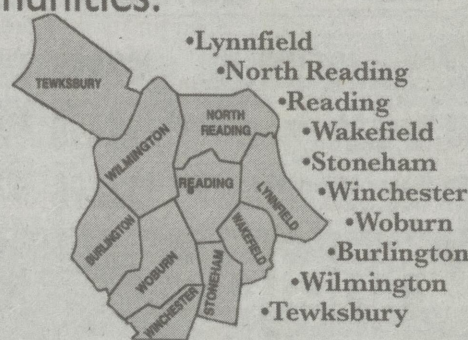 •Lynnfield
•North Reading
•Reading
•Wakefield
•Stoneham
•Winchester
•Woburn
•Burlington
•Wilmington
•Tewksbury
TEWKSBURY
WILMINGTON
NORTH
READING
READING
LYNNFIELD
WAKEFIELD
BURLINGTON
WOBURN
STONEHAM
WINCHESTER